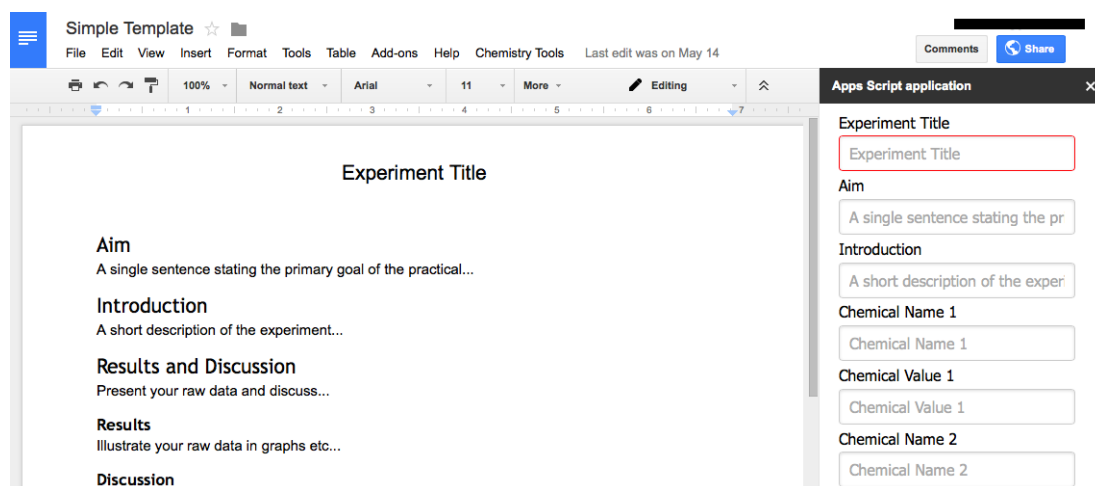 Simple Template
File Edit View Insert Format Tools Table Add-ons Help Chemistry Tools Last edit was on May 14
Comments
Share
100% Normal text Arial 11 More Editing
1 2 3 4 5 6 7
Experiment Title
Aim
A single sentence stating the primary goal of the practical...
Introduction
A short description of the experiment...
Results and Discussion
Present your raw data and discuss...
Results
Illustrate your raw data in graphs etc...
Discussion
Apps Script application
Experiment Title
Experiment Title
Aim
A single sentence stating the pr
Introduction
A short description of the exper
Chemical Name 1
Chemical Name 1
Chemical Value 1
Chemical Value 1
Chemical Name 2
Chemical Name 2